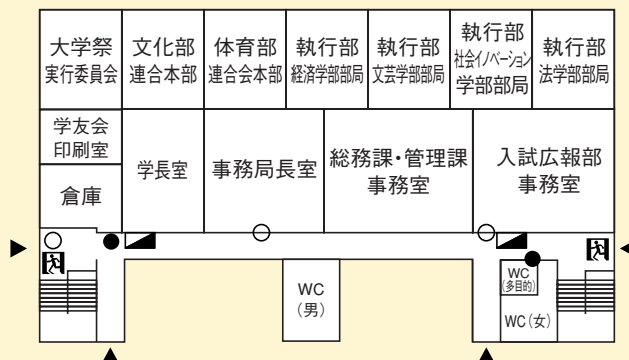 大学祭
実行委員会
文化部
連合本部
体育部
連合会本部
執行部
経済学部部局
執行部
文芸学部部局
執行部
社会イノベーション
学部部局
執行部
法学部部局
学友会
印刷室
倉庫
学長室
事務局長室
総務課・管理課
事務室
入試広報部
事務室
WC
(男)
WC
(多目的)
WC(女)